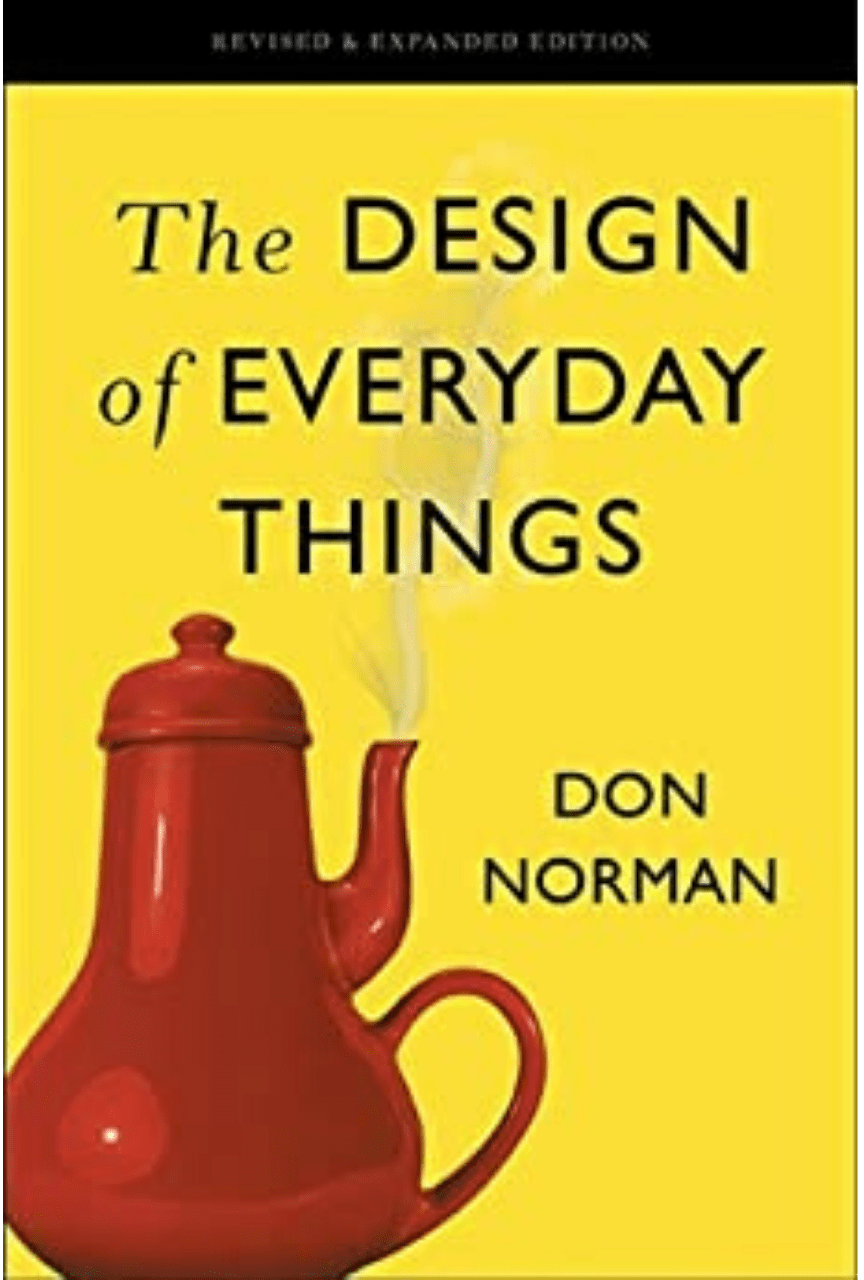 REVISED & EXPANDED EDITION
The DESIGN
of EVERYDAY
THINGS
DON
NORMAN